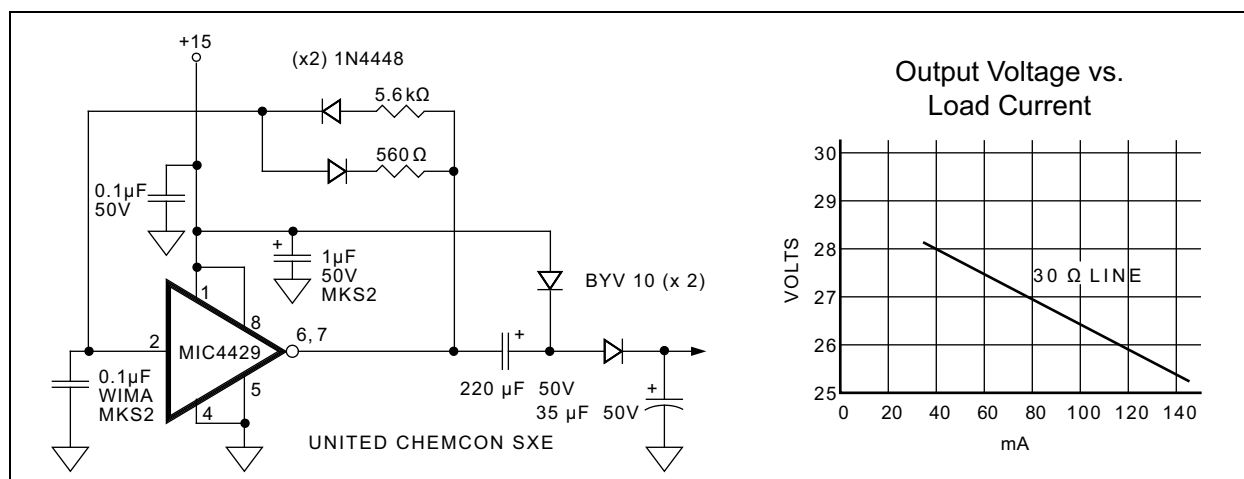 +15
(x2) 1N4448
5.6 kΩ
560 Ω
0.1µF
50V
+
1µF
50V
MKS2
BYV 10 (x 2)
1
8
2
MIC4429
6, 7
5
4
0.1µF
WIMA
MKS2
+
220 µF 50V
35 µF 50V
+
UNITED CHEMCON SXE
Output Voltage vs.
Load Current
30
29
28
27
26
25
VOLTS
30 Ω LINE
0 20 40 60 80 100 120 140
mA